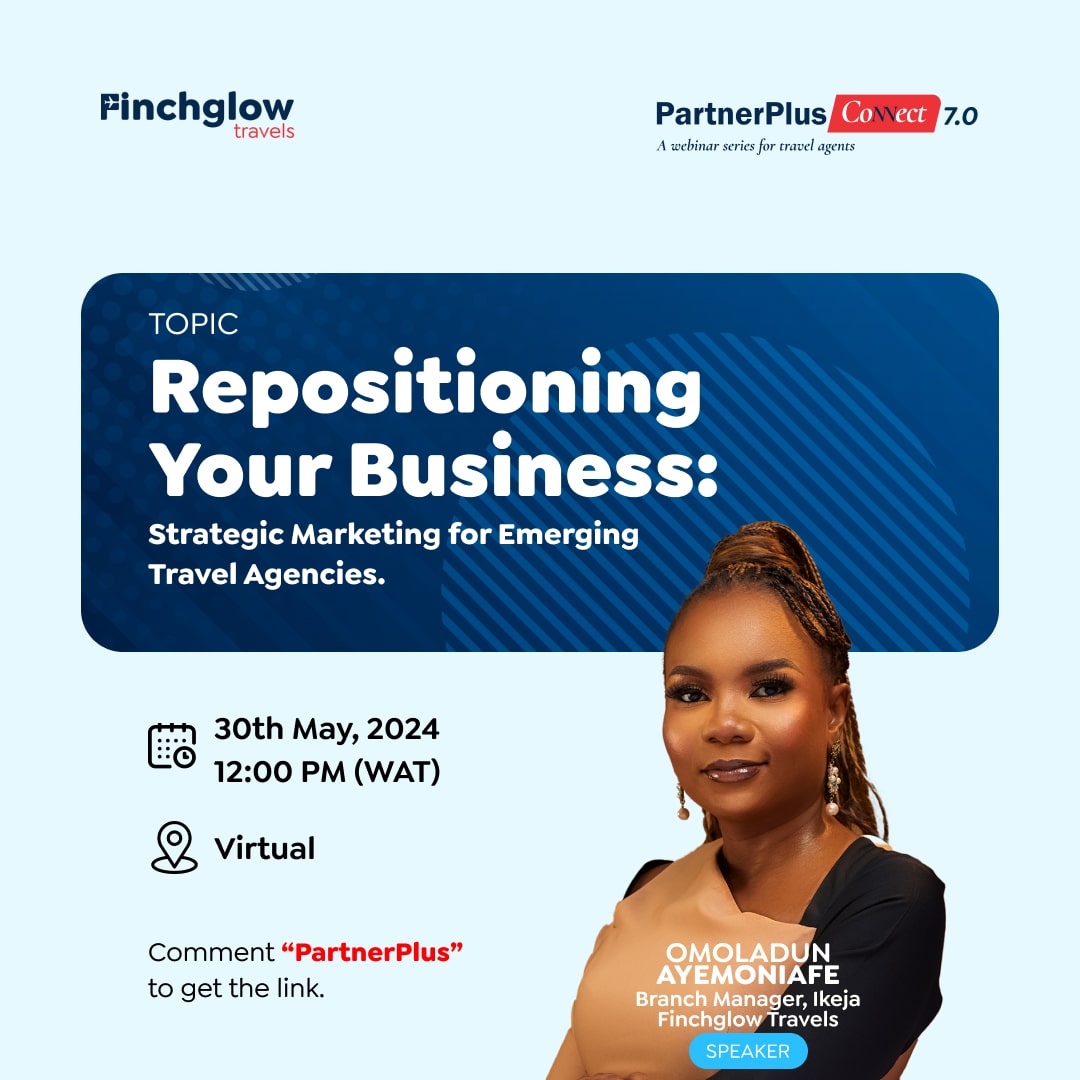 Finchglow
travels
PartnerPlus CoNNect 7.0
A webinar series for travel agents
TOPIC
Repositioning
Your Business:
Strategic Marketing for Emerging
Travel Agencies.
30th May, 2024
12:00 PM (WAT)
Virtual
Comment “PartnerPlus”
to get the link.
OMOLADUN
AYEMONIAFE
Branch Manager, Ikeja
Finchglow Travels
SPEAKER